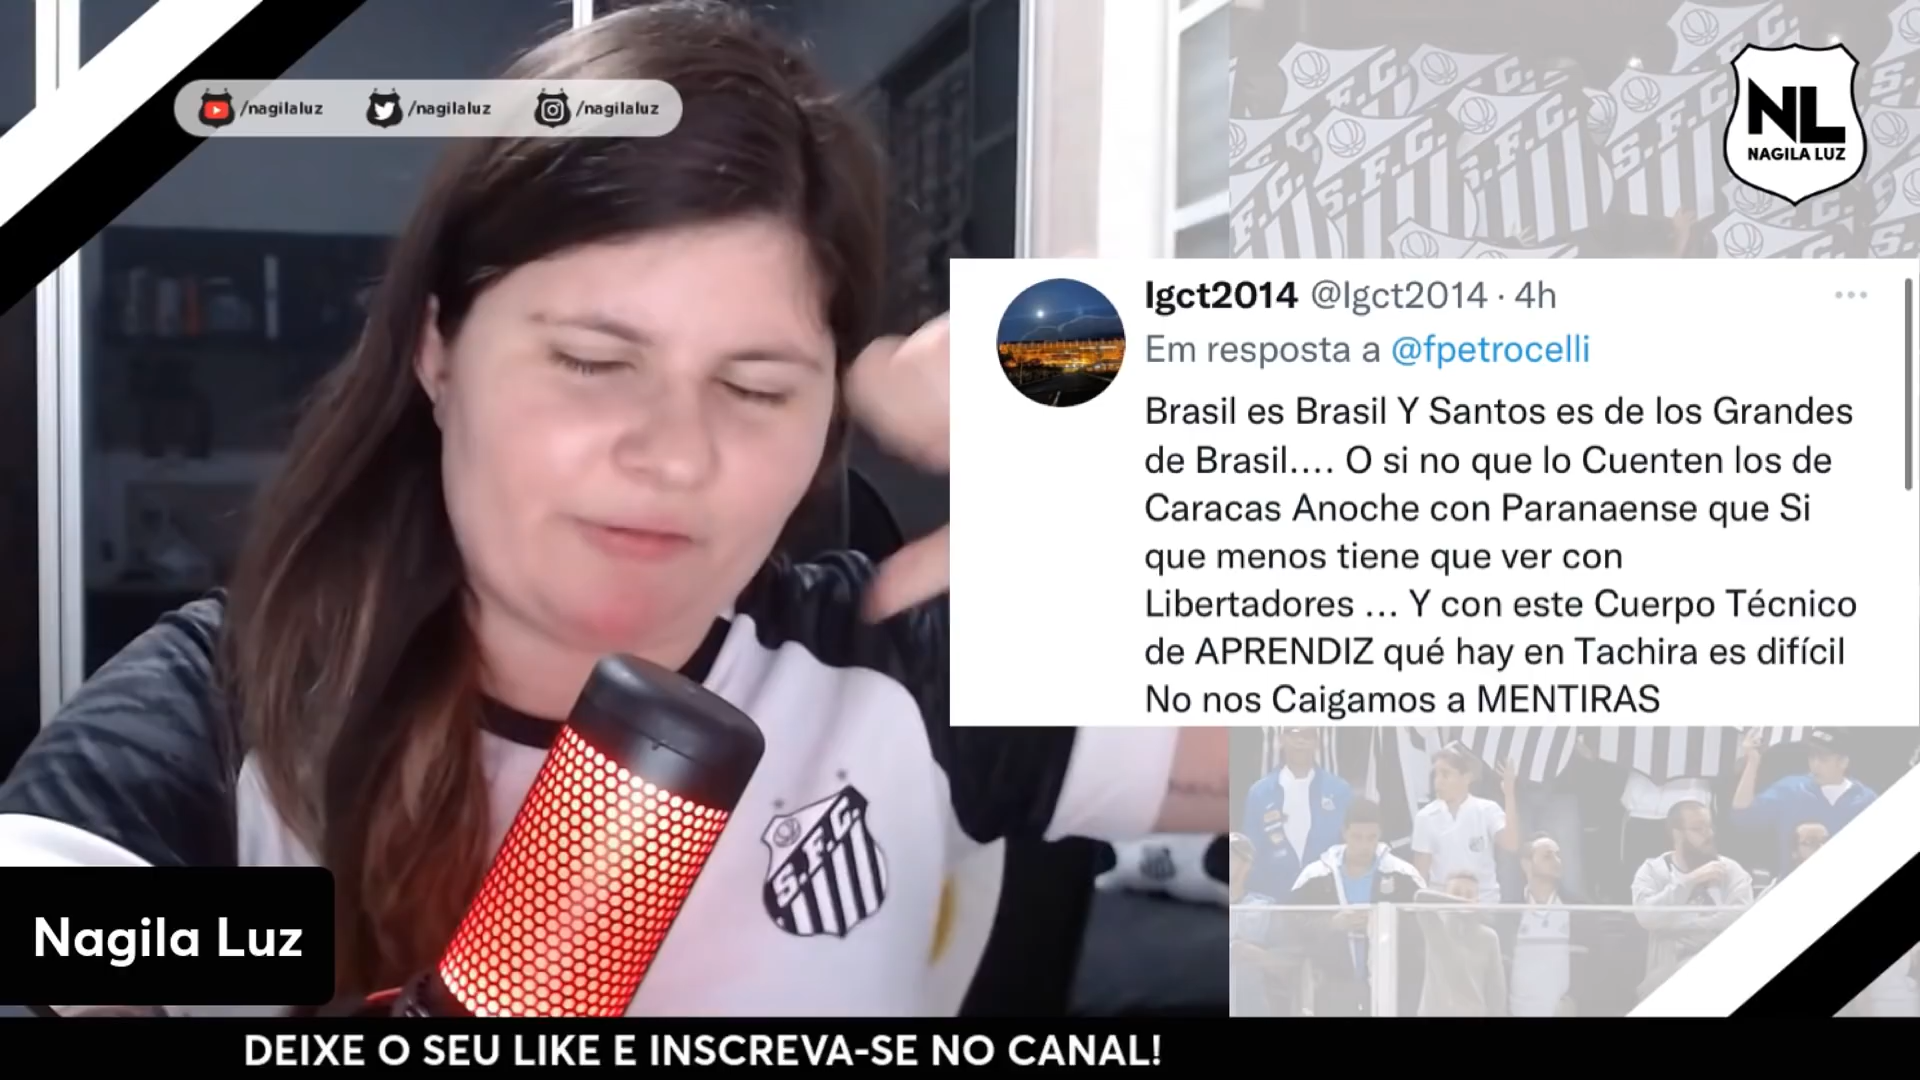 /nagilaluz /nagilaluz /nagilaluz
NL
NAGILA LUZ
lgct2014 @lgct2014 · 4h
Em resposta a @fpetrocelli
Brasil es Brasil Y Santos es de los Grandes
de Brasil.... O si no que lo Cuenten los de
Caracas Anoche con Paranaense que Si
que menos tiene que ver con
Libertadores ... Y con este Cuerpo Técnico
de APRENDIZ qué hay en Tachira es difícil
No nos Caigamos a MENTIRAS
S.F.C.
Nagila Luz
DEIXE O SEU LIKE E INSCREVA-SE NO CANAL!